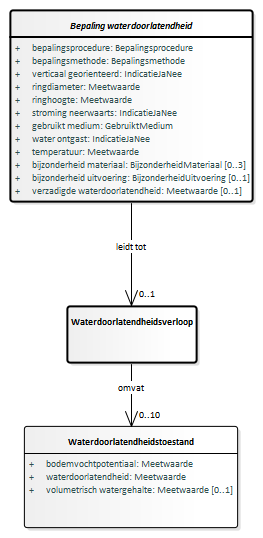 Bepaling waterdoorlatendheid
+ bepalingsprocedure: Bepalingsprocedure
+ bepalingsmethode: Bepalingsmethode
+ verticaal georienteerd: IndicatieJaNee
+ ringdiameter: Meetwaarde
+ ringhoogte: Meetwaarde
+ stroming neerwaarts: IndicatieJaNee
+ gebruikt medium: GebruiktMedium
+ water ontgast: IndicatieJaNee
+ temperatuur: Meetwaarde
+ bijzonderheid materiaal: BijzonderheidMateriaal [0..3]
+ bijzonderheid uitvoering: BijzonderheidUitvoering [0..1]
+ verzadigde waterdoorlatendheid: Meetwaarde [0..1]
leidt tot
0..1
Waterdoorlatendheidsverloop
omvat
0..10
Waterdoorlatendheidstoestand
+ bodemvochtpotentiaal: Meetwaarde
+ waterdoorlatendheid: Meetwaarde
+ volumetrisch watergehalte: Meetwaarde [0..1]